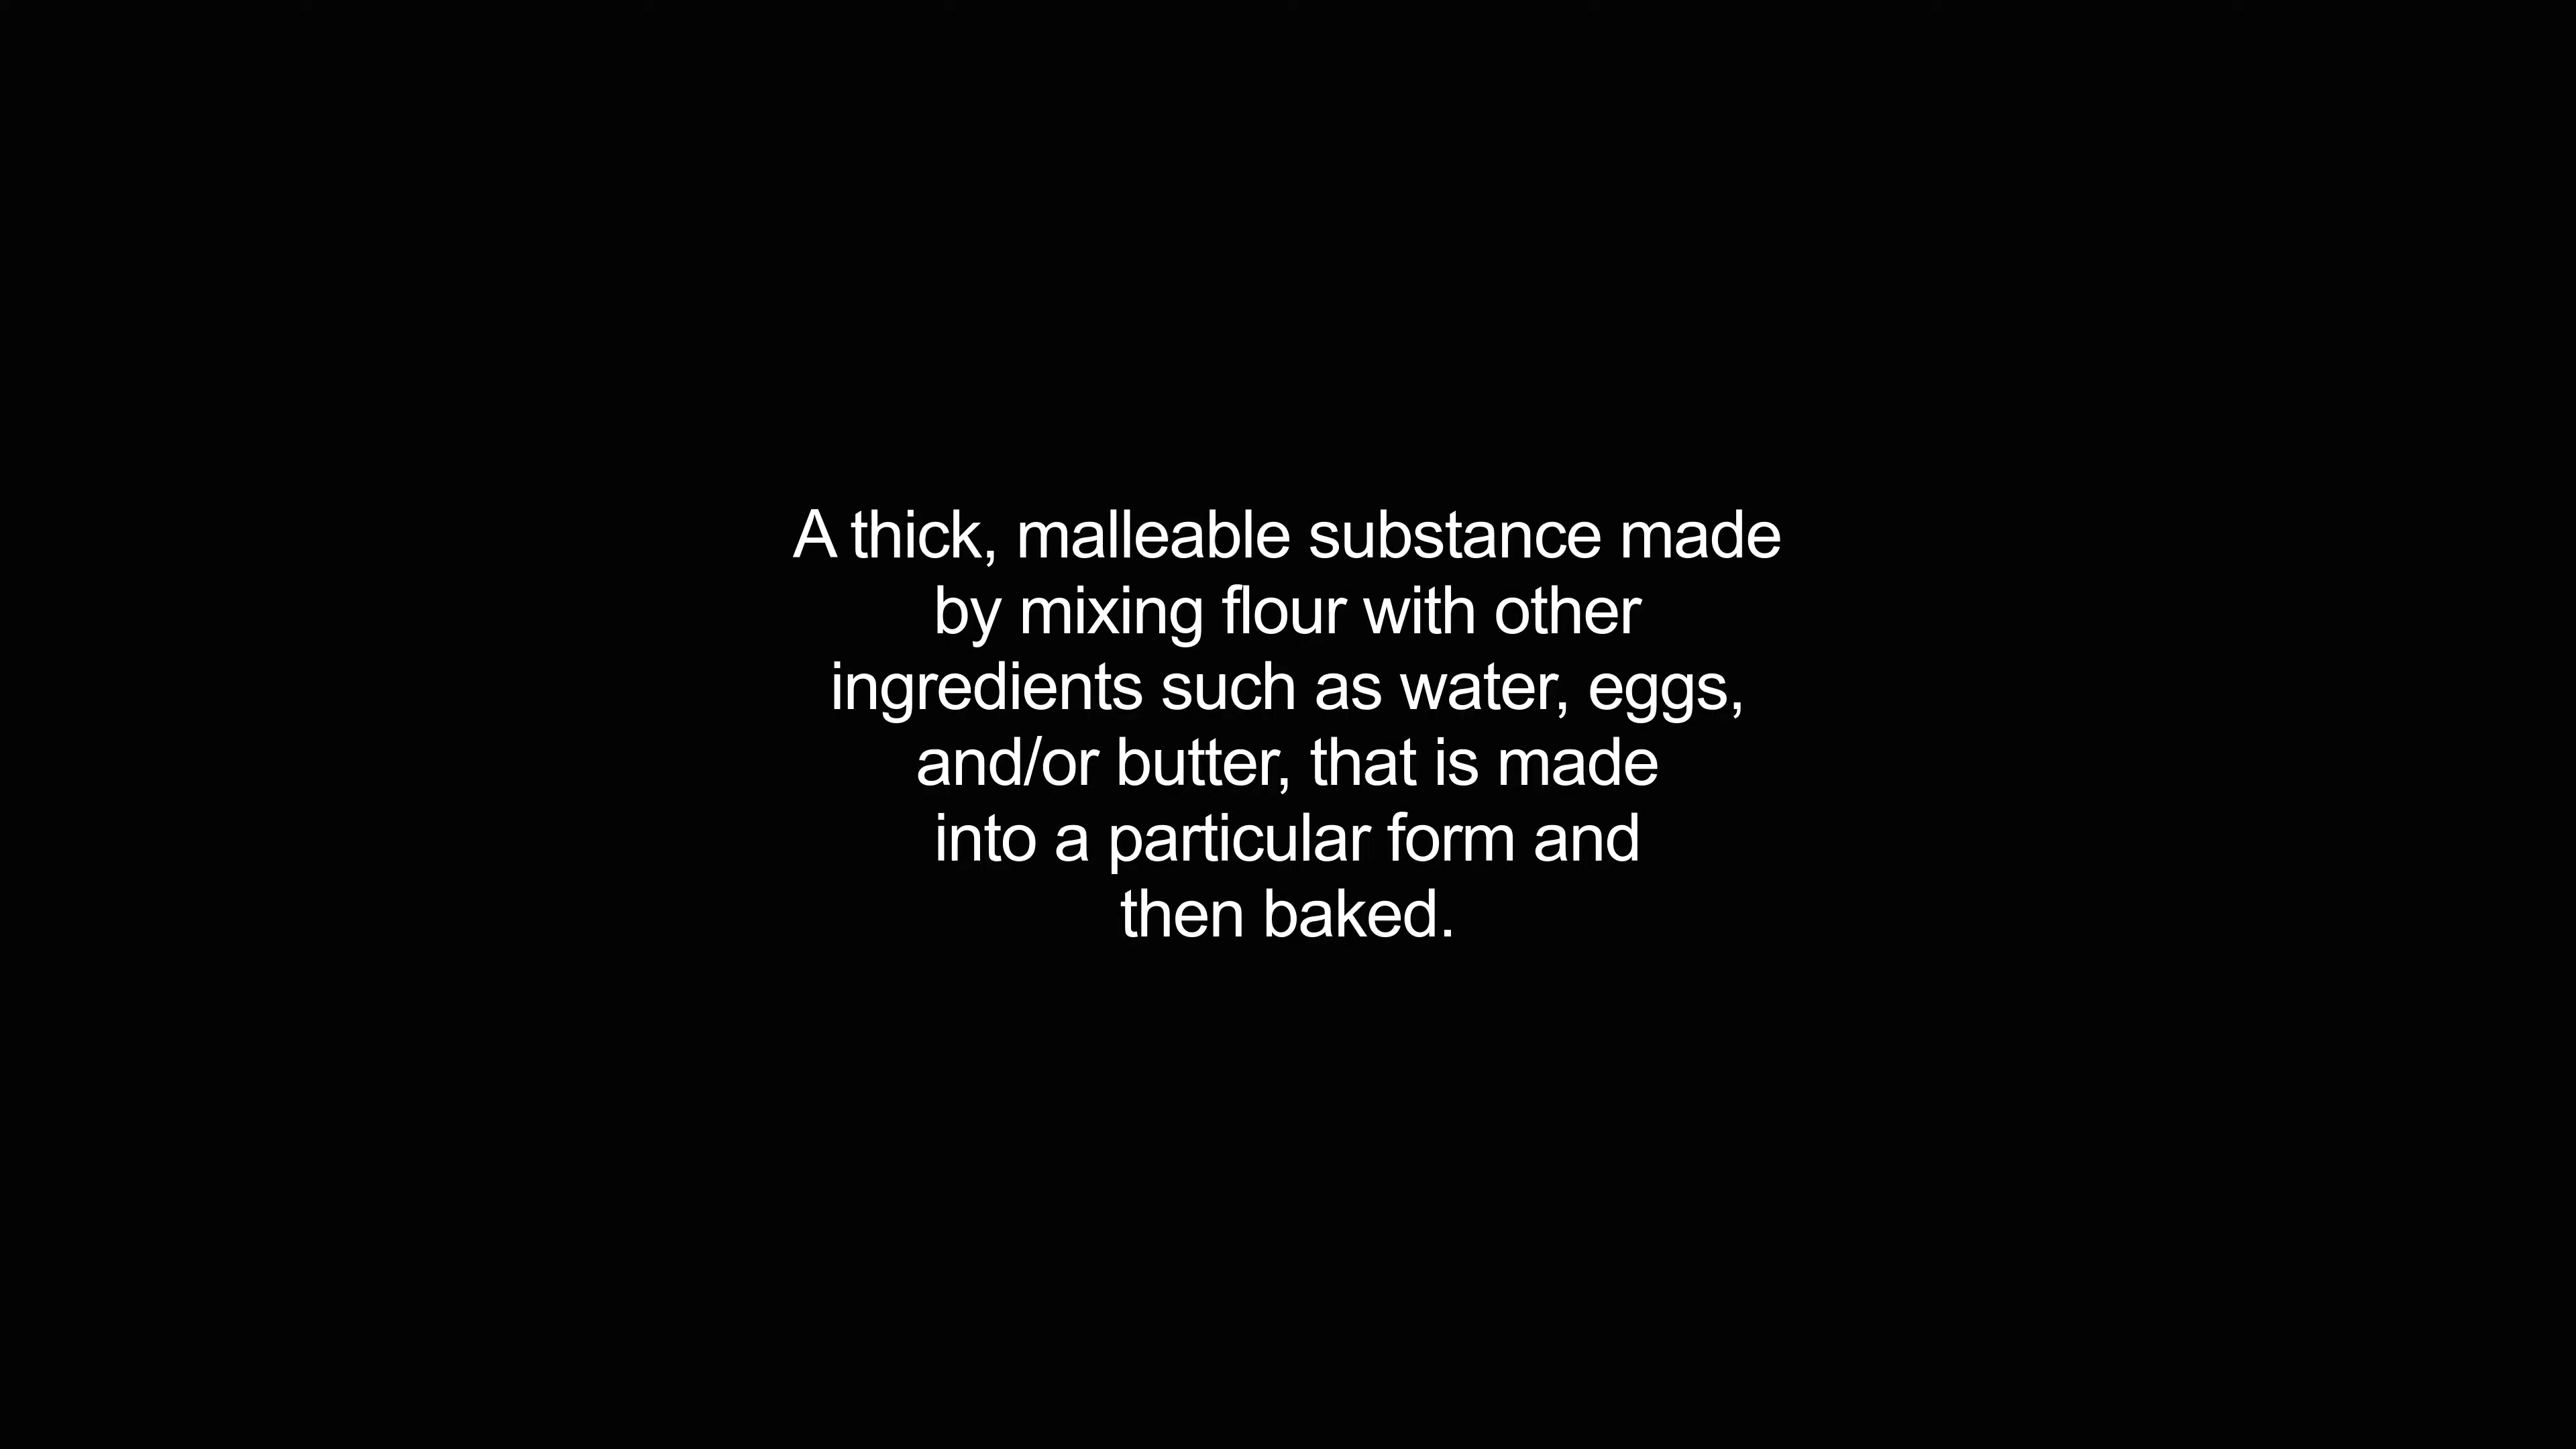 A thick, malleable substance made
by mixing flour with other
ingredients such as water, eggs,
and/or butter, that is made
into a particular form and
then baked.